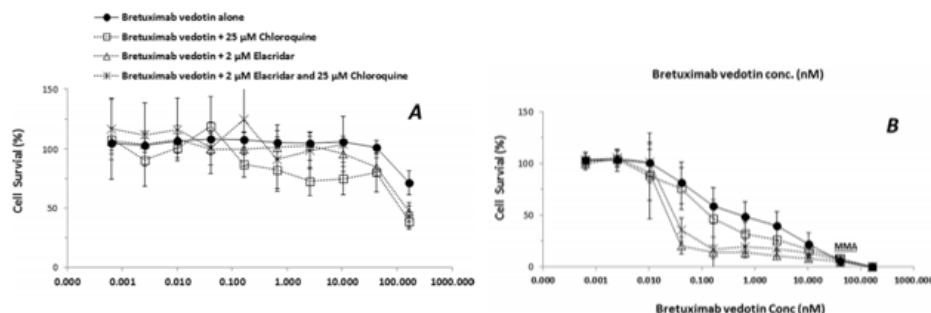 Bretuximab vedotin alone
Bretuximab vedotin + 25 µM Chloroquine
Bretuximab vedotin + 2 µM Elacridar
Bretuximab vedotin + 2 µM Elacridar and 25 µM Chloroquine
A
150
100
50
0
Cell Survial (%)
0.000 0.001 0.010 0.100 1.000 10.000 100.000 1000.000
Bretuximab vedotin conc. (nM)
B
150
100
50
0
Cell Survial (%)
MMA
0.000 0.001 0.010 0.100 1.000 10.000 100.000 1000.000
Bretuximab vedotin Conc (nM)